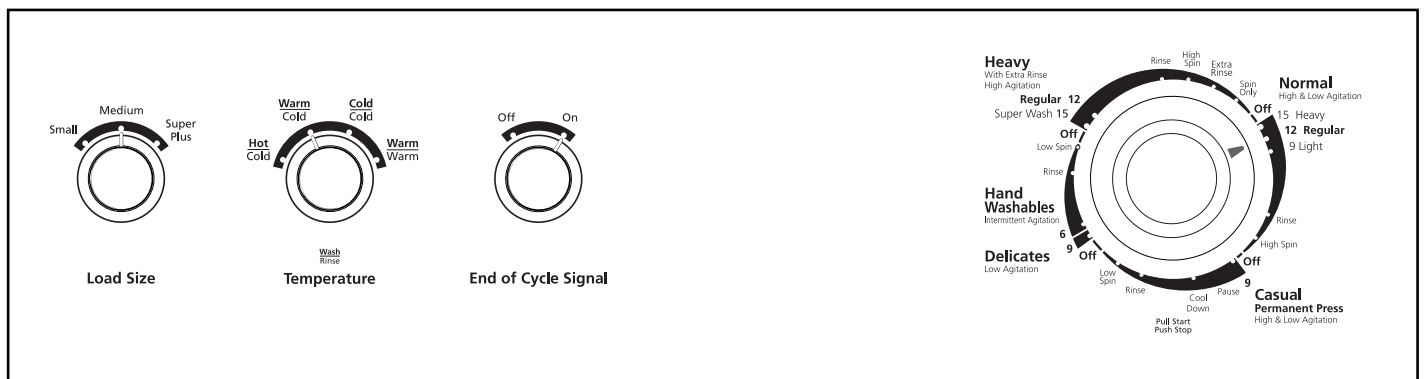 Small
Medium
Super
Plus
Load Size
Hot
Cold
Warm
Cold
Cold
Cold
Warm
Warm
Wash
Rinse
Temperature
Off
On
End of Cycle Signal
Heavy
With Extra Rinse
High Agitation
Regular 12
Super Wash 15
Off
Low Spin
Rinse
Hand
Washables
Intermittent Agitation
6
9
Delicates
Low Agitation
Off
Low
Spin
Rinse
Cool
Down
Pause
Pull Start
Push Stop
Rinse
High
Spin
Extra
Rinse
Spin
Only
Off
Normal
High & Low Agitation
15 Heavy
12 Regular
9 Light
Rinse
High Spin
Off
9
Casual
Permanent Press
High & Low Agitation